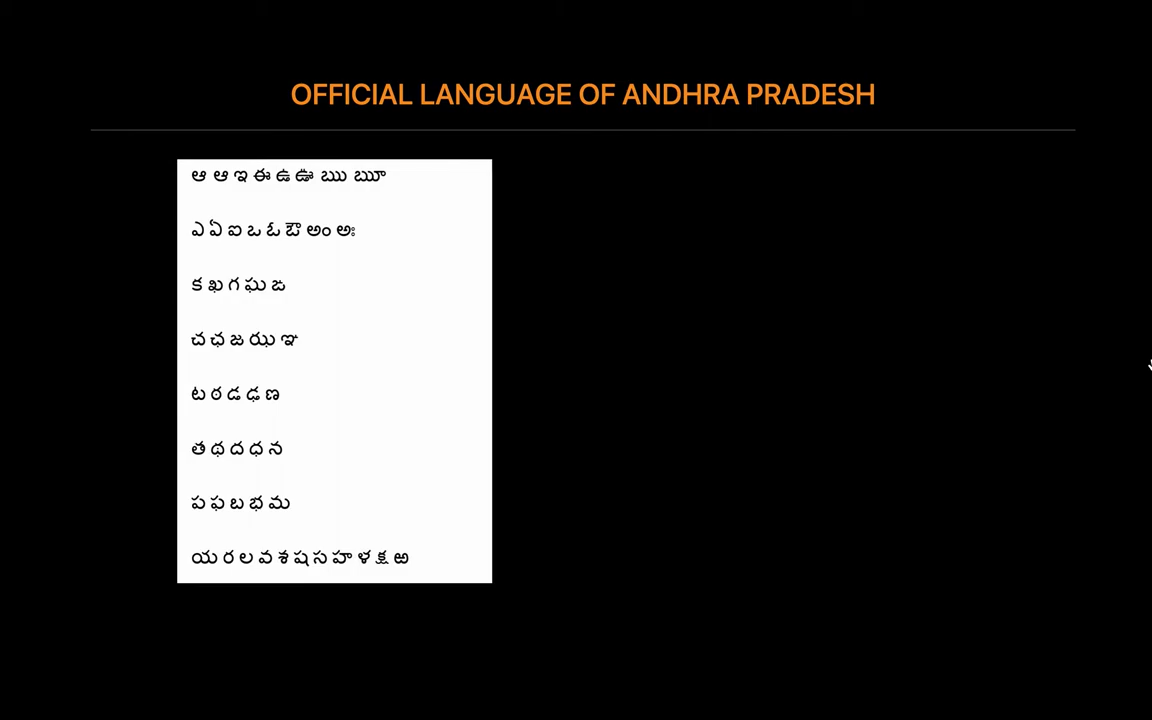 OFFICIAL LANGUAGE OF ANDHRA PRADESH
ఆ ఆ ఇ ఈ ఉ ఊ ఋ ౠ
ఎ ఏ ఐ ఒ ఓ ఔ అం అః
క ఖ గ ఘ ఙ
చ ఛ జ ఝ ఞ
ట ఠ డ ఢ ణ
త థ ద ధ న
ప ఫ బ భ మ
య ర ల వ శ ష స హ ళ క్ష ఱ